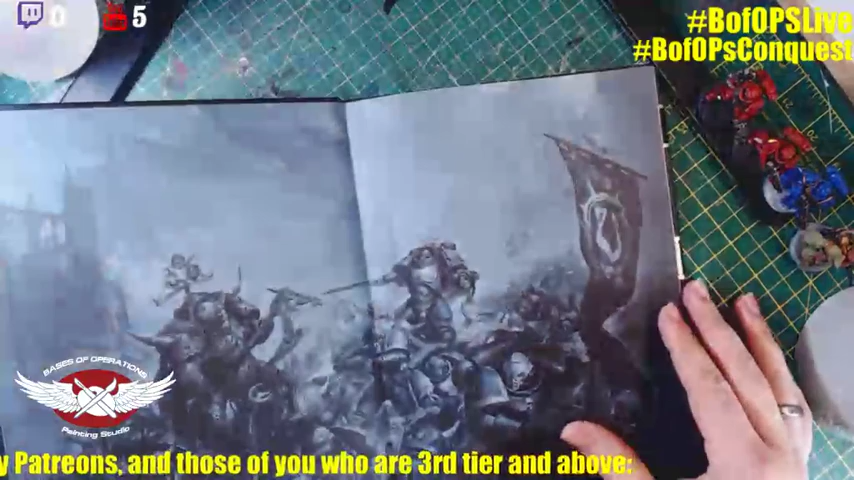 0
5
#BofOPSLive
#BofOPsConquest
BASES OF OPERATIONS
Painting Studio
y Patreons, and those of you who are 3rd tier and above: